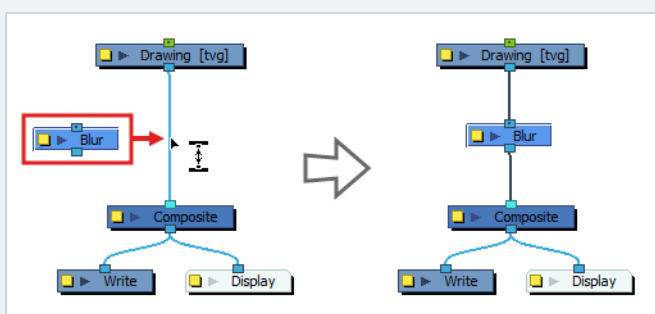 Drawing [tvg]
Blur
Composite
Write
Display
Drawing [tvg]
Blur
Composite
Write
Display